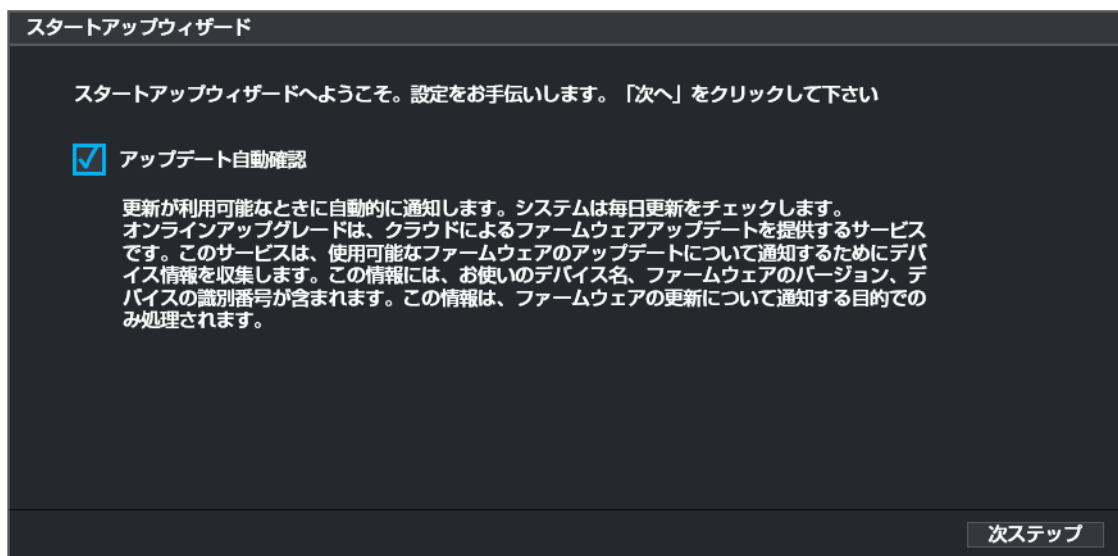 スタートアップウィザード
スタートアップウィザードへようこそ。設定をお手伝いします。「次へ」をクリックして下さい
アップデート自動確認
更新が利用可能なときに自動的に通知します。システムは毎日更新をチェックします。
オンラインアップグレードは、クラウドによるファームウェアアップデートを提供するサービス
です。このサービスは、使用可能なファームウェアのアップデートについて通知するためにデバ
イス情報を収集します。この情報には、お使いのデバイス名、ファームウェアのバージョン、デ
バイスの識別番号が含まれます。この情報は、ファームウェアの更新について通知する目的での
み処理されます。
次ステップ